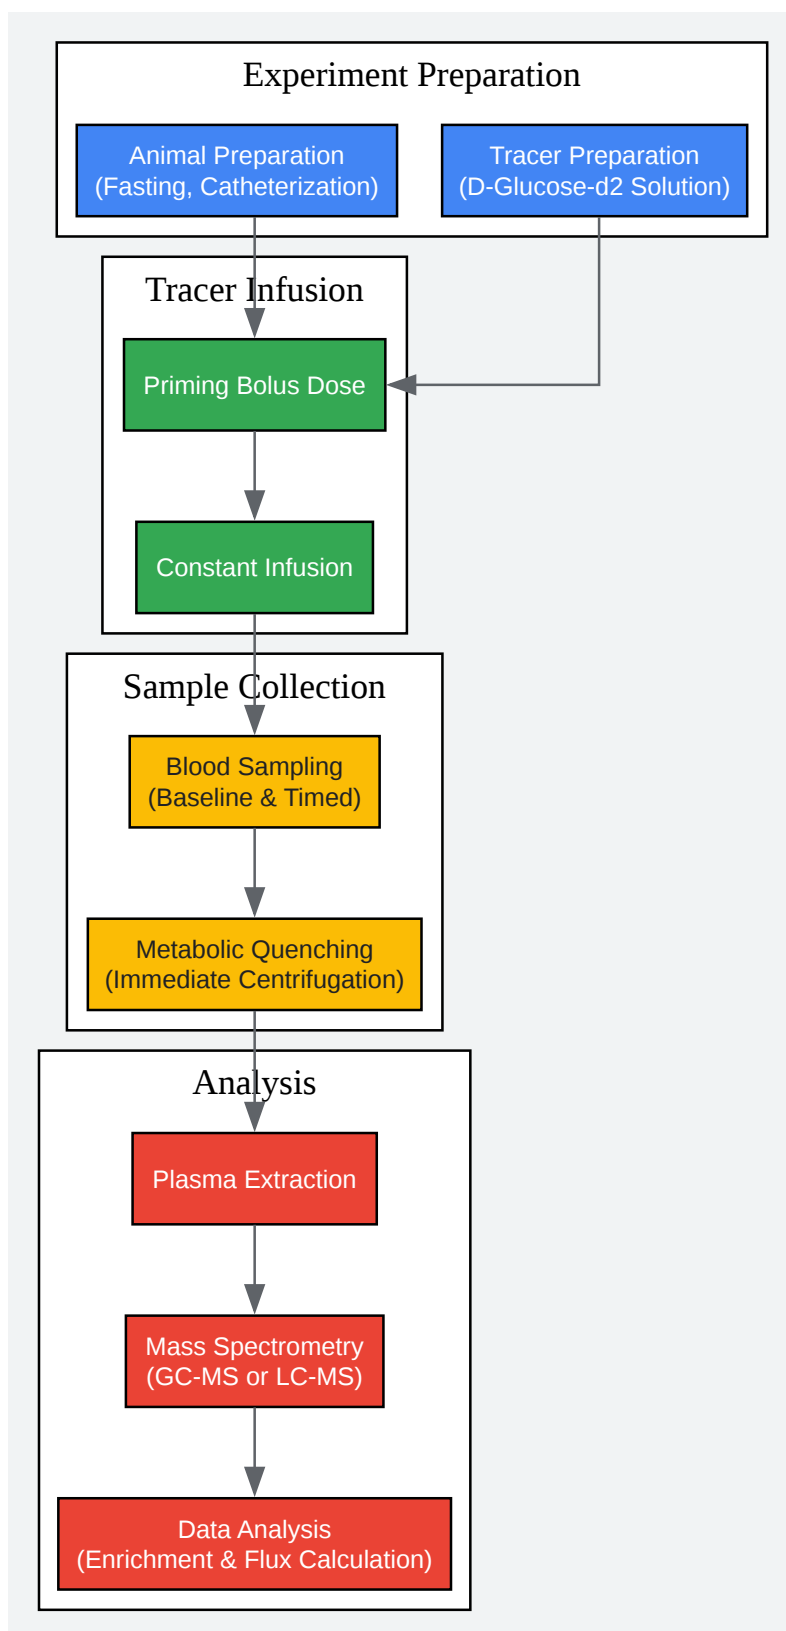 Experiment Preparation
Animal Preparation
(Fasting, Catheterization)
Tracer Preparation
(D-Glucose-d2 Solution)
Tracer Infusion
Priming Bolus Dose
Constant Infusion
Sample Collection
Blood Sampling
(Baseline & Timed)
Metabolic Quenching
(Immediate Centrifugation)
Analysis
Plasma Extraction
Mass Spectrometry
(GC-MS or LC-MS)
Data Analysis
(Enrichment & Flux Calculation)